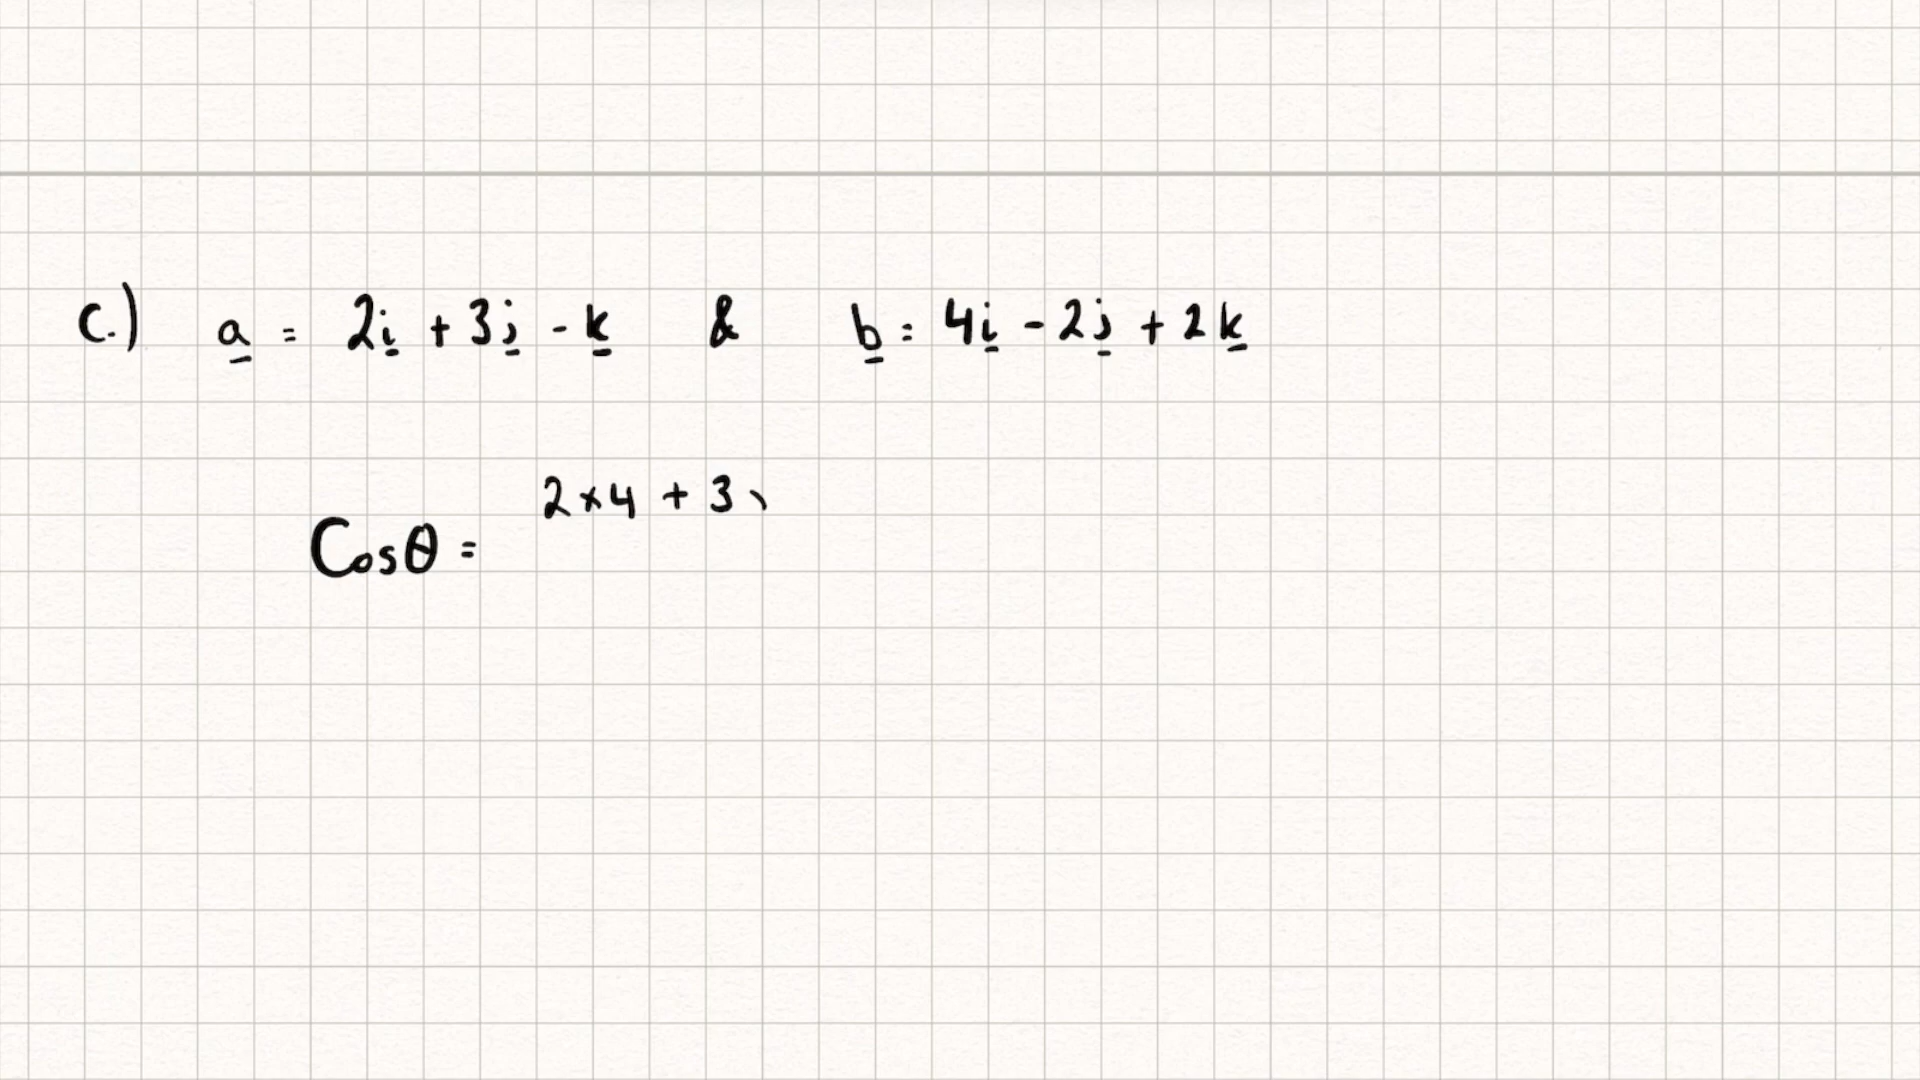 c.) a = 2i + 3j - k & b = 4i - 2j + 2k
2×4 + 3
Cosθ =